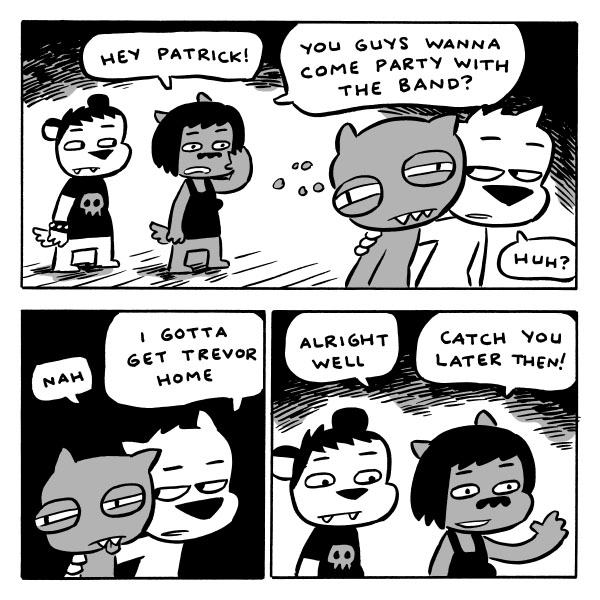 HEY PATRICK!
YOU GUYS WANNA
COME PARTY WITH
THE BAND?
HUH?
NAH
I GOTTA
GET TREVOR
HOME
ALRIGHT
WELL
CATCH YOU
LATER THEN!